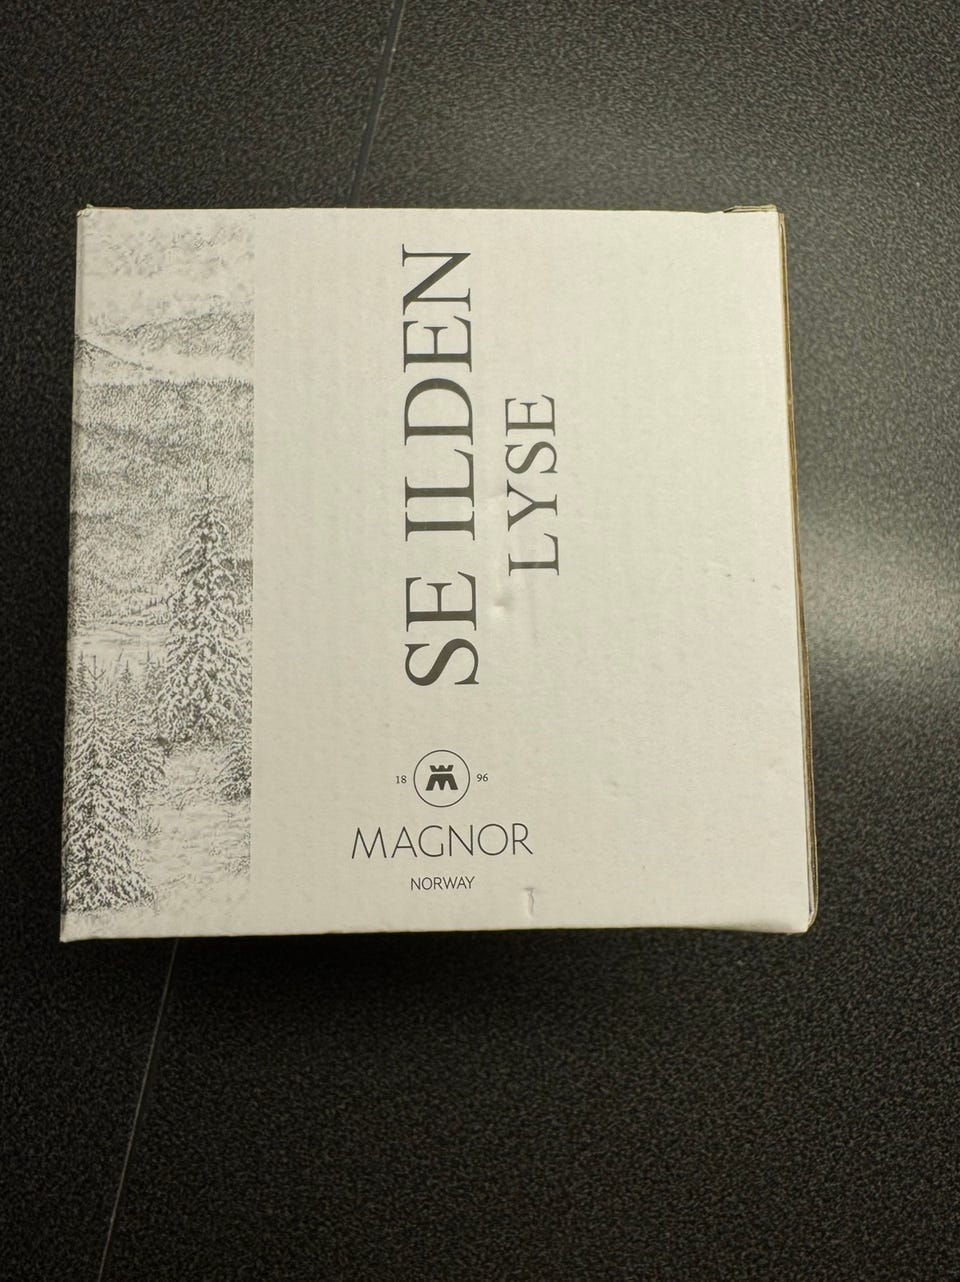 SE ILDEN
LYSE
18 M 96
MAGNOR
NORWAY